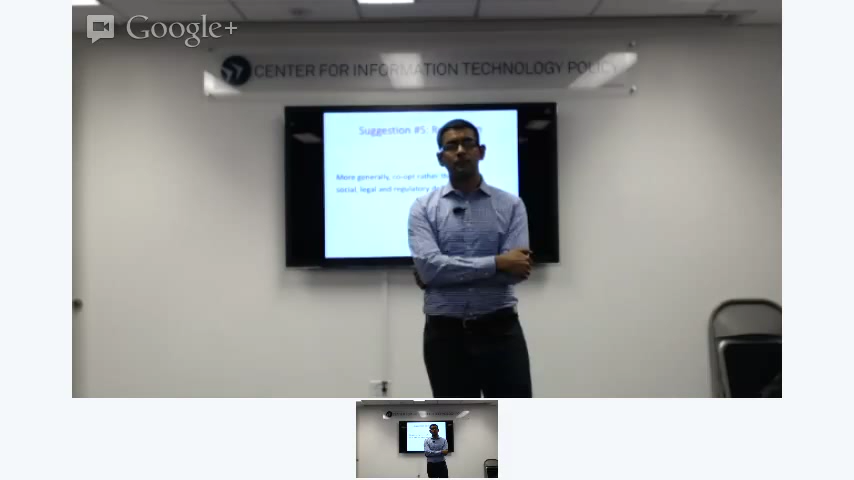 Google+
CENTER FOR INFORMATION TECHNOLOGY POLICY
Suggestion #5:
More generally, co-opt rather
social, legal and regulatory